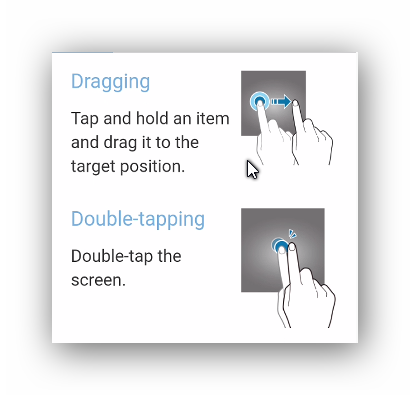 Dragging
Tap and hold an item
and drag it to the
target position.
Double-tapping
Double-tap the
screen.